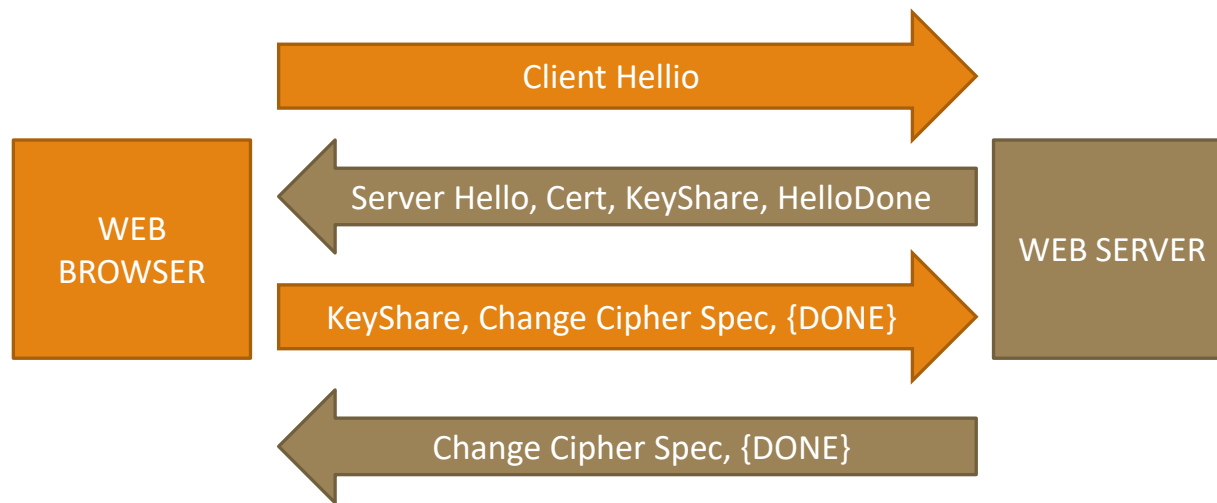 Client Hellio
Server Hello, Cert, KeyShare, HelloDone
WEB
BROWSER
WEB SERVER
KeyShare, Change Cipher Spec, {DONE}
Change Cipher Spec, {DONE}